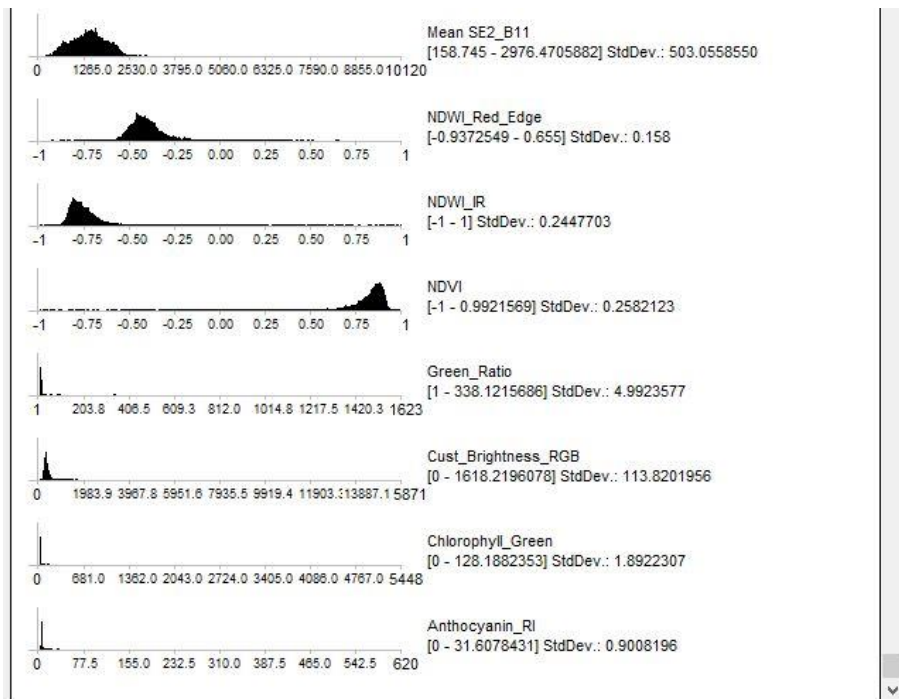 Mean SE2_B11
[158.745 - 2976.4705882] StdDev.: 503.0558550
0 1265.0 2530.0 3795.0 5060.0 6325.0 7590.0 8855.0 10120
NDWI_Red_Edge
[-0.9372549 - 0.655] StdDev.: 0.158
-1 -0.75 -0.50 -0.25 0.00 0.25 0.50 0.75 1
NDWI_IR
[-1 - 1] StdDev.: 0.2447703
-1 -0.75 -0.50 -0.25 0.00 0.25 0.50 0.75 1
NDVI
[-1 - 0.9921569] StdDev.: 0.2582123
-1 -0.75 -0.50 -0.25 0.00 0.25 0.50 0.75 1
Green_Ratio
[1 - 338.1215686] StdDev.: 4.9923577
1 203.8 406.5 609.3 812.0 1014.8 1217.5 1420.3 1623
Cust_Brightness_RGB
[0 - 1618.2196078] StdDev.: 113.8201956
0 1983.9 3967.8 5951.6 7935.5 9919.4 11903.:13887.1 5871
Chlorophyll_Green
[0 - 128.1882353] StdDev.: 1.8922307
0 681.0 1362.0 2043.0 2724.0 3405.0 4086.0 4767.0 5448
Anthocyanin_RI
[0 - 31.6078431] StdDev.: 0.9008196
0 77.5 155.0 232.5 310.0 387.5 465.0 542.5 620